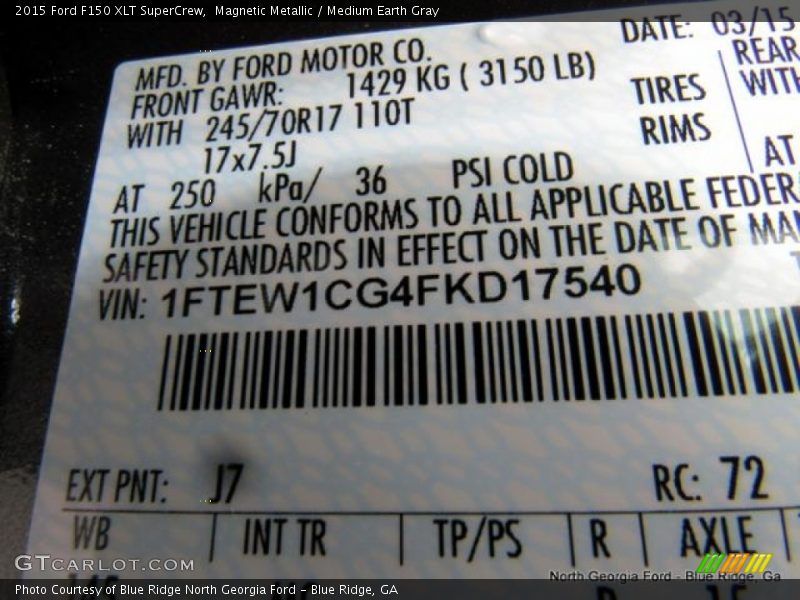 2015 Ford F150 XLT SuperCrew,  Magnetic Metallic / Medium Earth Gray
DATE: 03/15
MFD. BY FORD MOTOR CO.
FRONT GAWR: 1429 KG ( 3150 LB)
WITH 245/70R17 110T TIRES
17x7.5J RIMS
AT 250 kPa/ 36 PSI COLD
REAR
WITH
AT
THIS VEHICLE CONFORMS TO ALL APPLICABLE FEDER
SAFETY STANDARDS IN EFFECT ON THE DATE OF MA
VIN: 1FTEW1CG4FKD17540
EXT PNT: J7 RC: 72
WB INT TR TP/PS R AXLE
GTCARLOT.COM
North Georgia Ford - Blue Ridge, Ga
Photo Courtesy of Blue Ridge North Georgia Ford – Blue Ridge, GA